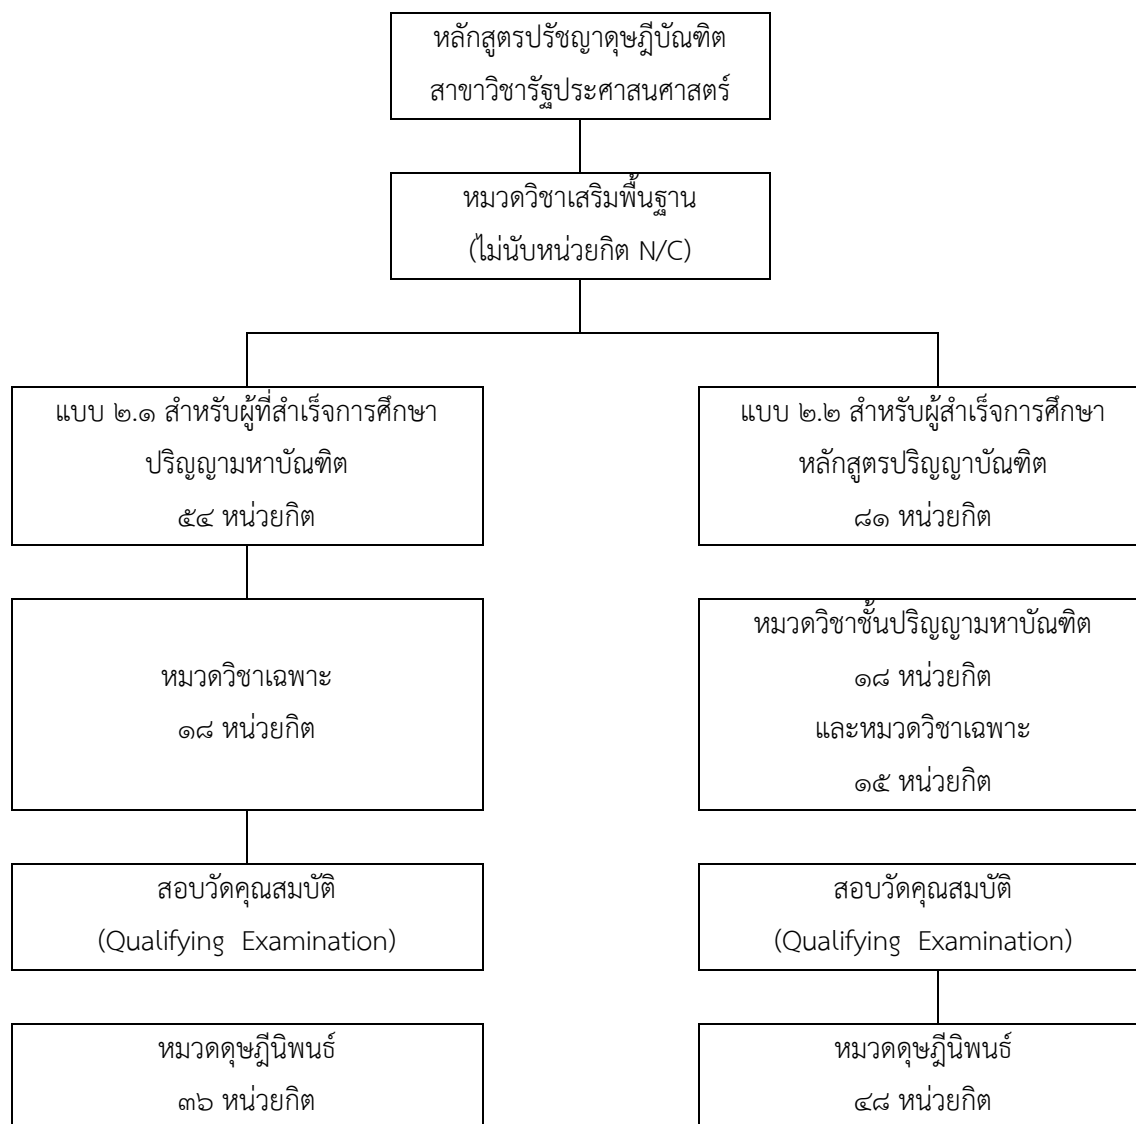 หลักสูตรปรัชญาดุษฎีบัณฑิต
สาขาวิชารัฐประศาสนศาสตร์
หมวดวิชาเสริมพื้นฐาน
(ไม่นับหน่วยกิต N/C)
แบบ ๒.๑ สำหรับผู้ที่สำเร็จการศึกษา
ปริญญามหาบัณฑิต
๕๔ หน่วยกิต
แบบ ๒.๒ สำหรับผู้สำเร็จการศึกษา
หลักสูตรปริญญาบัณฑิต
๘๑ หน่วยกิต
หมวดวิชาเฉพาะ
๑๘ หน่วยกิต
หมวดวิชาชั้นปริญญามหาบัณฑิต
๑๘ หน่วยกิต
และหมวดวิชาเฉพาะ
๑๕ หน่วยกิต
สอบวัดคุณสมบัติ
(Qualifying Examination)
สอบวัดคุณสมบัติ
(Qualifying Examination)
หมวดดุษฎีนิพนธ์
๓๖ หน่วยกิต
หมวดดุษฎีนิพนธ์
๔๘ หน่วยกิต